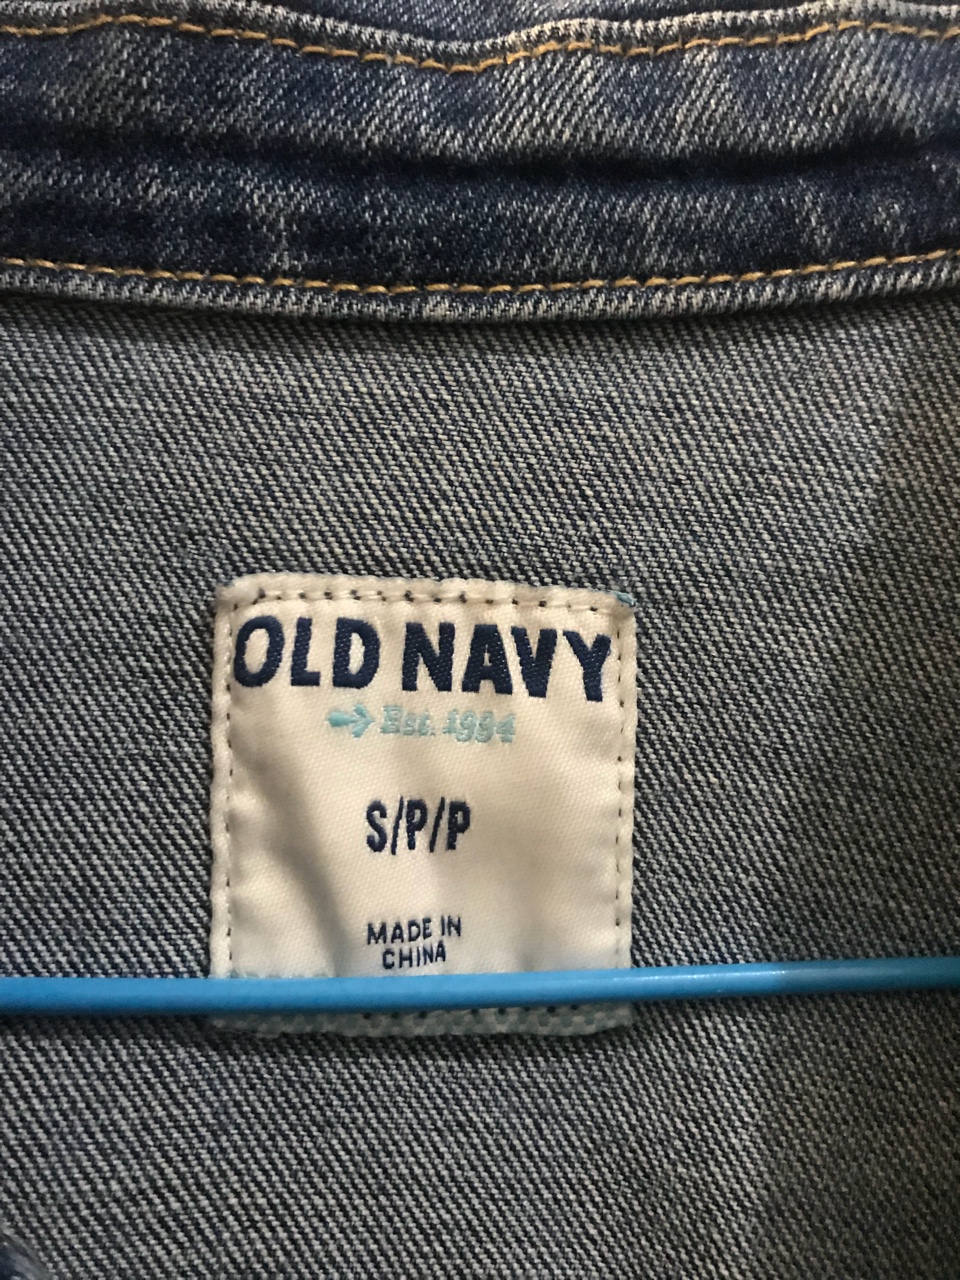 OLD NAVY
Est. 1994
S/P/P
MADE IN
CHINA